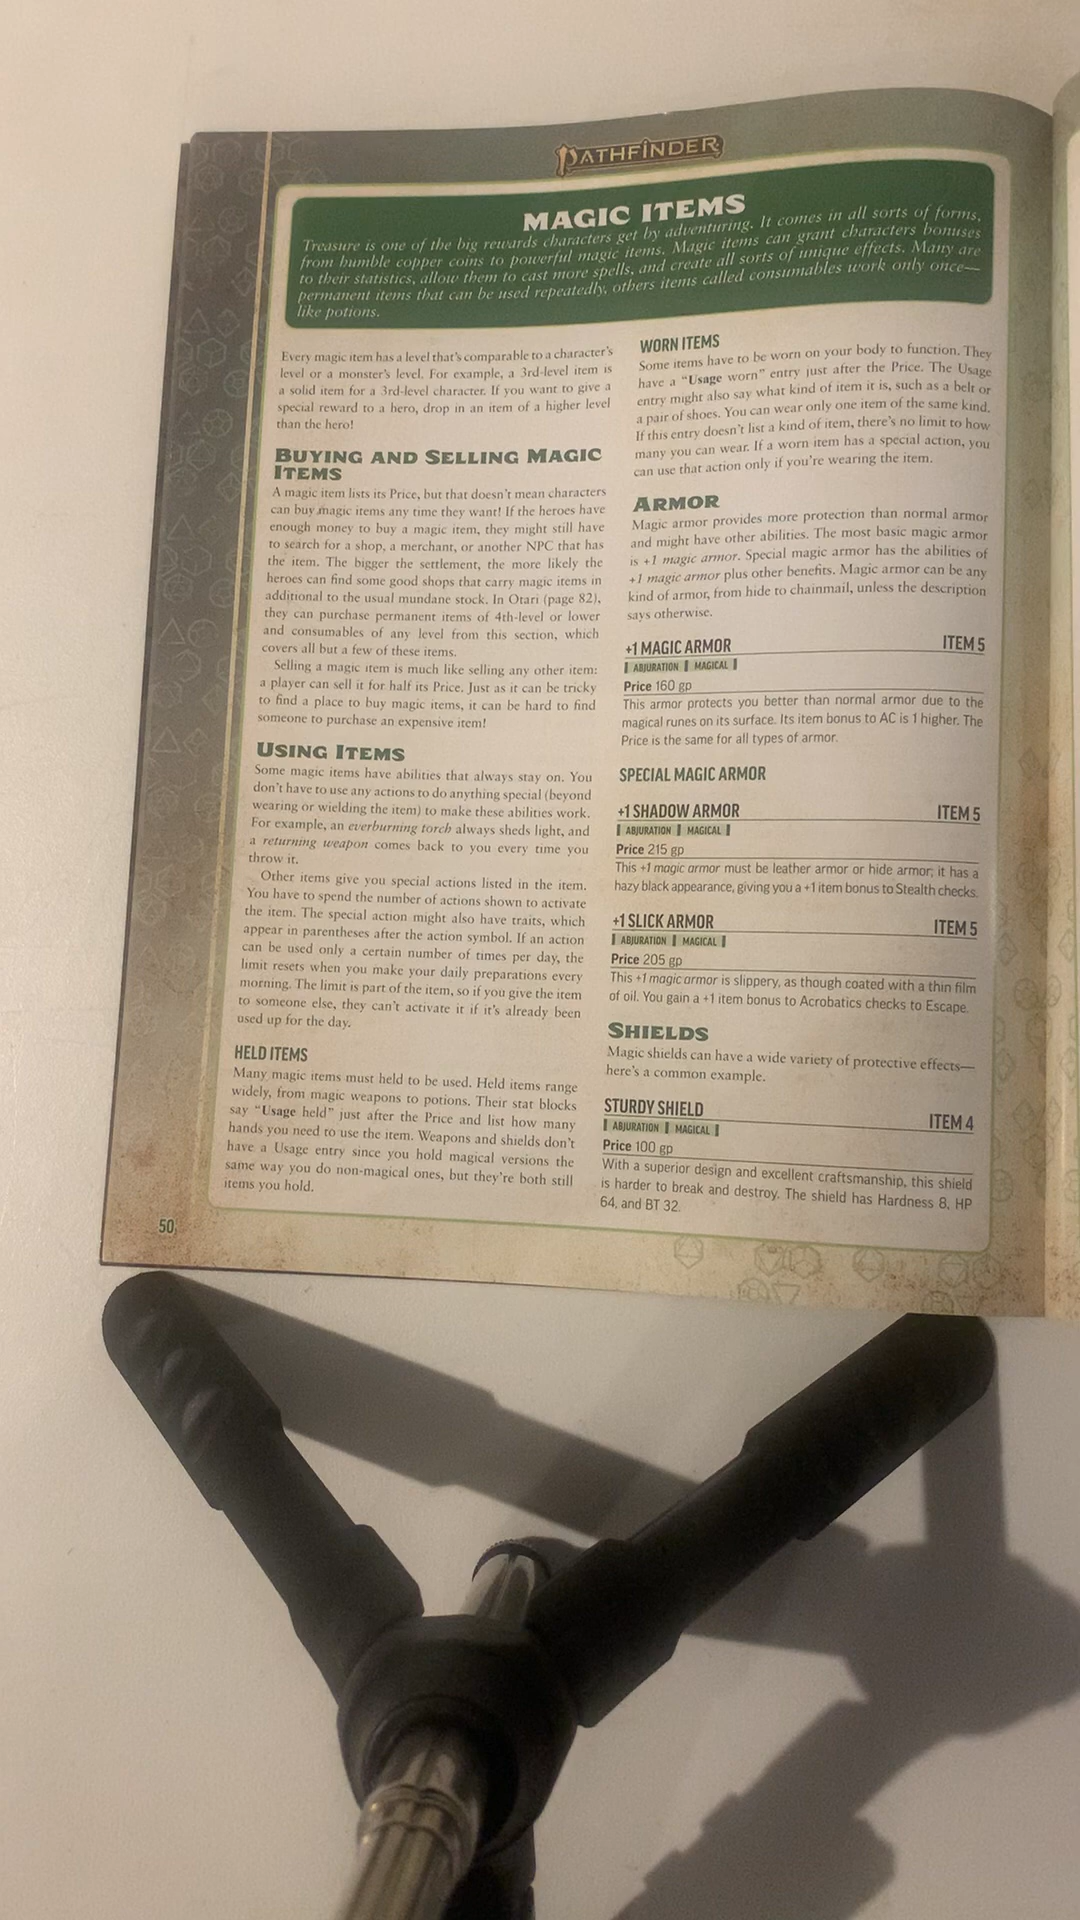 PATHFINDER
MAGIC ITEMS
Treasure is one of the big rewards characters get by adventuring. It comes in all sorts of forms,
from humble copper coins to powerful magic items. Magic items can grant characters bonuses
to their statistics, allow them to cast more spells, and create all sorts of unique effects. Many are
permanent items that can be used repeatedly, others items called consumables work only once—
like potions.
Every magic item has a level that's comparable to a character's
level or a monster's level. For example, a 3rd-level item is
a solid item for a 3rd-level character. If you want to give a
special reward to a hero, drop in an item of a higher level
than the hero!
BUYING AND SELLING MAGIC
ITEMS
A magic item lists its Price, but that doesn't mean characters
can buy magic items any time they want! If the heroes have
enough money to buy a magic item, they might still have
to search for a shop, a merchant, or another NPC that has
the item. The bigger the settlement, the more likely the
heroes can find some good shops that carry magic items in
additional to the usual mundane stock. In Otari (page 82),
they can purchase permanent items of 4th-level or lower
and consumables of any level from this section, which
covers all but a few of these items.
Selling a magic item is much like selling any other item:
a player can sell it for half its Price. Just as it can be tricky
to find a place to buy magic items, it can be hard to find
someone to purchase an expensive item!
USING ITEMS
Some magic items have abilities that always stay on. You
don't have to use any actions to do anything special (beyond
wearing or wielding the item) to make these abilities work.
For example, an everburning torch always sheds light, and
a returning weapon comes back to you every time you
throw it.
Other items give you special actions listed in the item.
You have to spend the number of actions shown to activate
the item. The special action might also have traits, which
appear in parentheses after the action symbol. If an action
can be used only a certain number of times per day, the
limit resets when you make your daily preparations every
morning. The limit is part of the item, so if you give the item
to someone else, they can't activate it if it's already been
used up for the day.
HELD ITEMS
Many magic items must held to be used. Held items range
widely, from magic weapons to potions. Their stat blocks
say "Usage held" just after the Price and list how many
hands you need to use the item. Weapons and shields don't
have a Usage entry since you hold magical versions the
same way you do non-magical ones, but they're both still
items you hold.
WORN ITEMS
Some items have to be worn on your body to function. They
have a "Usage worn" entry just after the Price. The Usage
entry might also say what kind of item it is, such as a belt or
a pair of shoes. You can wear only one item of the same kind.
If this entry doesn't list a kind of item, there's no limit to how
many you can wear. If a worn item has a special action, you
can use that action only if you're wearing the item.
ARMOR
Magic armor provides more protection than normal armor
and might have other abilities. The most basic magic armor
is +1 magic armor. Special magic armor has the abilities of
+1 magic armor plus other benefits. Magic armor can be any
kind of armor, from hide to chainmail, unless the description
says otherwise.
+1 MAGIC ARMOR ITEM 5
ABJURATION MAGICAL
Price 160 gp
This armor protects you better than normal armor due to the
magical runes on its surface. Its item bonus to AC is 1 higher. The
Price is the same for all types of armor.
SPECIAL MAGIC ARMOR
+1 SHADOW ARMOR ITEM 5
ABJURATION MAGICAL
Price 215 gp
This +1 magic armor must be leather armor or hide armor; it has a
hazy black appearance, giving you a +1 item bonus to Stealth checks.
+1 SLICK ARMOR ITEM 5
ABJURATION MAGICAL
Price 205 gp
This +1 magic armor is slippery, as though coated with a thin film
of oil. You gain a +1 item bonus to Acrobatics checks to Escape.
SHIELDS
Magic shields can have a wide variety of protective effects—
here's a common example.
STURDY SHIELD ITEM 4
ABJURATION MAGICAL
Price 100 gp
With a superior design and excellent craftsmanship, this shield
is harder to break and destroy. The shield has Hardness 8, HP
64, and BT 32.
50